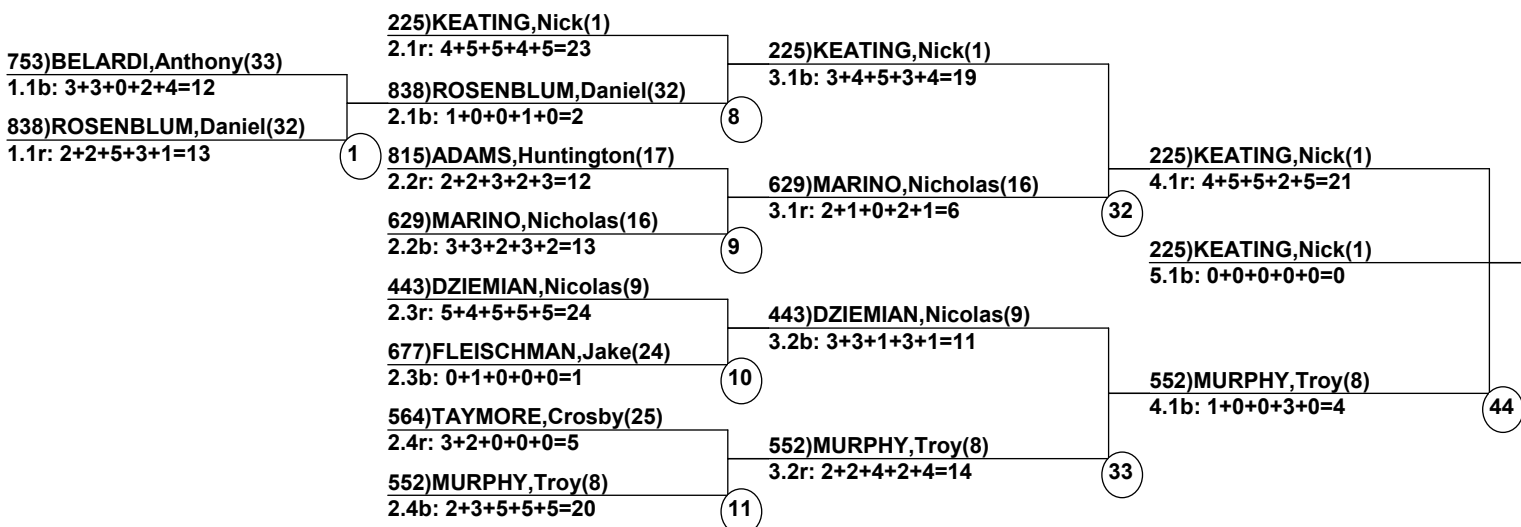 753)BELARDI,Anthony(33)
1.1b: 3+3+0+2+4=12
838)ROSENBLUM,Daniel(32)
1.1r: 2+2+5+3+1=13
1
225)KEATING,Nick(1)
2.1r: 4+5+5+4+5=23
838)ROSENBLUM,Daniel(32)
2.1b: 1+0+0+1+0=2
8
815)ADAMS,Huntington(17)
2.2r: 2+2+3+2+3=12
629)MARINO,Nicholas(16)
2.2b: 3+3+2+3+2=13
9
443)DZIEMIAN,Nicolas(9)
2.3r: 5+4+5+5+5=24
677)FLEISCHMAN,Jake(24)
2.3b: 0+1+0+0+0=1
10
564)TAYMORE,Crosby(25)
2.4r: 3+2+0+0+0=5
552)MURPHY,Troy(8)
2.4b: 2+3+5+5+5=20
11
225)KEATING,Nick(1)
3.1b: 3+4+5+3+4=19
629)MARINO,Nicholas(16)
3.1r: 2+1+0+2+1=6
32
443)DZIEMIAN,Nicolas(9)
3.2b: 3+3+1+3+1=11
552)MURPHY,Troy(8)
3.2r: 2+2+4+2+4=14
33
225)KEATING,Nick(1)
4.1r: 4+5+5+2+5=21
225)KEATING,Nick(1)
5.1b: 0+0+0+0+0=0
552)MURPHY,Troy(8)
4.1b: 1+0+0+3+0=4
44